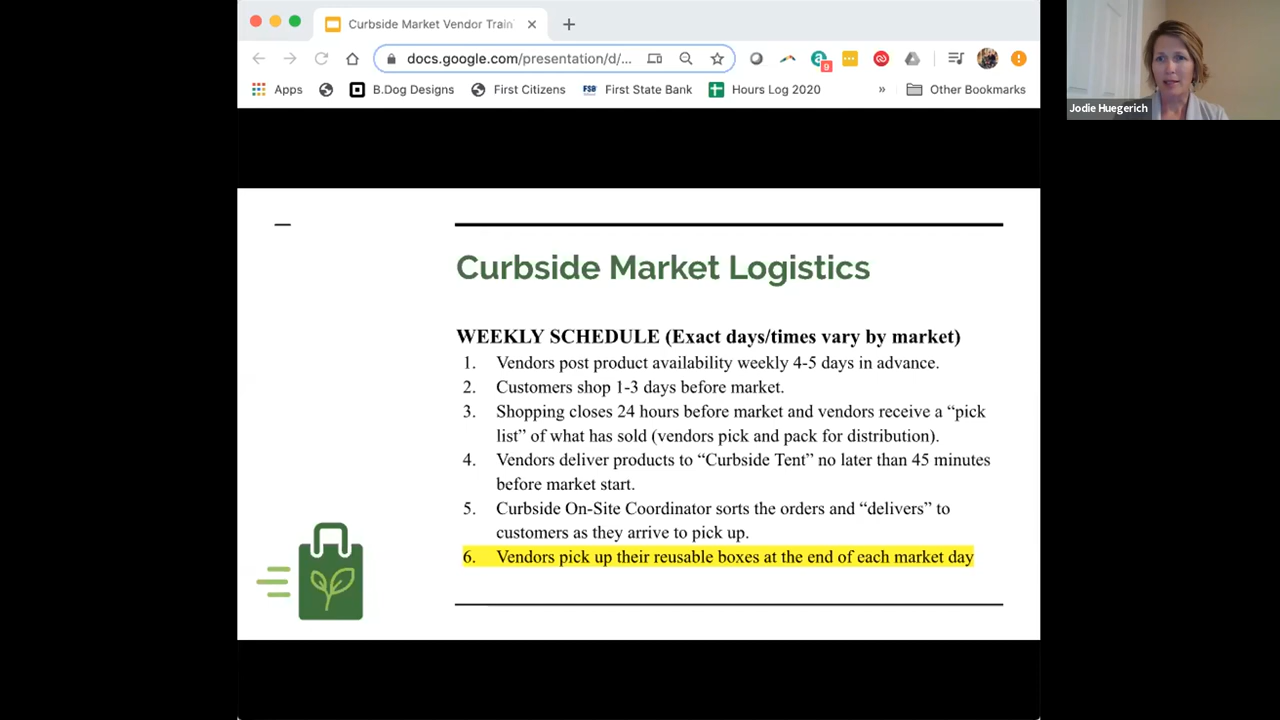 Curbside Market Vendor Train
docs.google.com/presentation/d/...
9
Apps
B.Dog Designs
First Citizens
FSB
First State Bank
Hours Log 2020
»
Other Bookmarks
Jodie Huegerich
Curbside Market Logistics
WEEKLY SCHEDULE (Exact days/times vary by market)
1. Vendors post product availability weekly 4-5 days in advance.
2. Customers shop 1-3 days before market.
3. Shopping closes 24 hours before market and vendors receive a “pick
list” of what has sold (vendors pick and pack for distribution).
4. Vendors deliver products to “Curbside Tent” no later than 45 minutes
before market start.
5. Curbside On-Site Coordinator sorts the orders and “delivers” to
customers as they arrive to pick up.
6. Vendors pick up their reusable boxes at the end of each market day